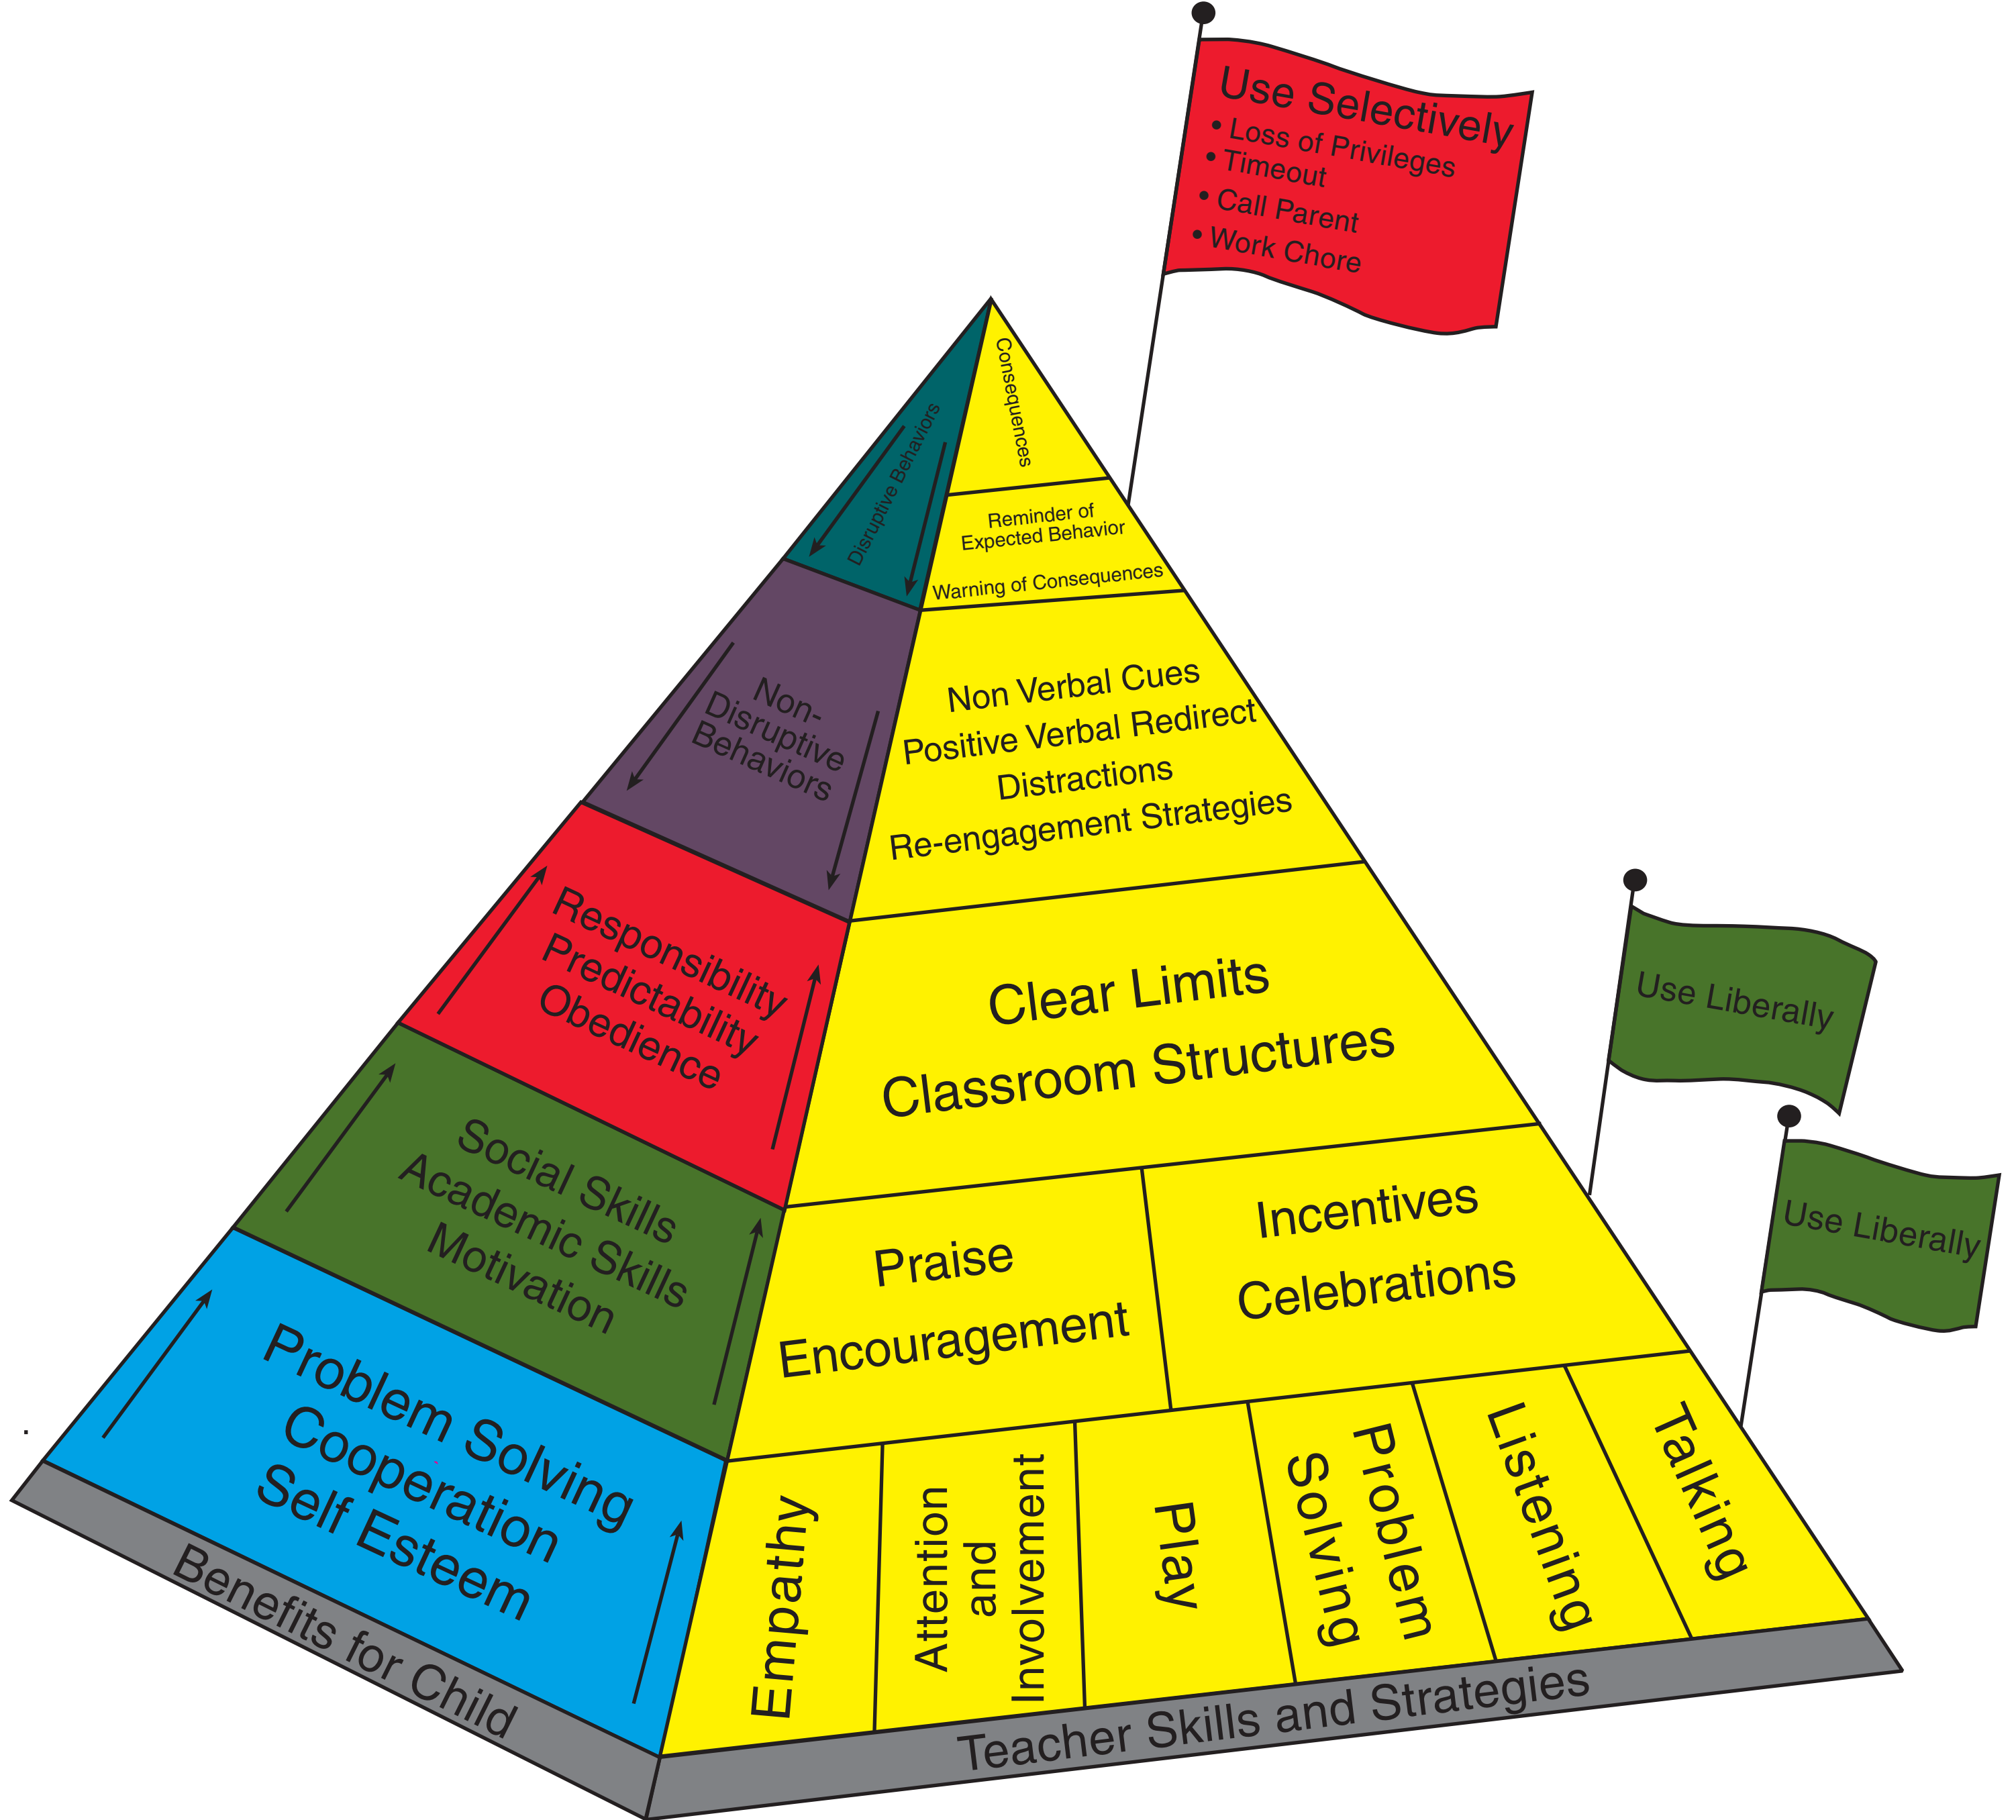 Use Selectively
• Loss of Privileges
• Timeout
• Call Parent
• Work Chore
Consequences
Disruptive Behaviors
Reminder of
Expected Behavior
Warning of Consequences
Non-
Disruptive
Behaviors
Non Verbal Cues
Positive Verbal Redirect
Distractions
Re-engagement Strategies
Responsibility
Predictability
Obedience
Clear Limits
Classroom Structures
Use Liberally
Social Skills
Academic Skills
Motivation
Praise
Encouragement
Incentives
Celebrations
Use Liberally
Problem Solving
Cooperation
Self Esteem
Empathy
Attention
and
Involvement
Play
Problem
Solving
Listening
Talking
Benefits for Child
Teacher Skills and Strategies